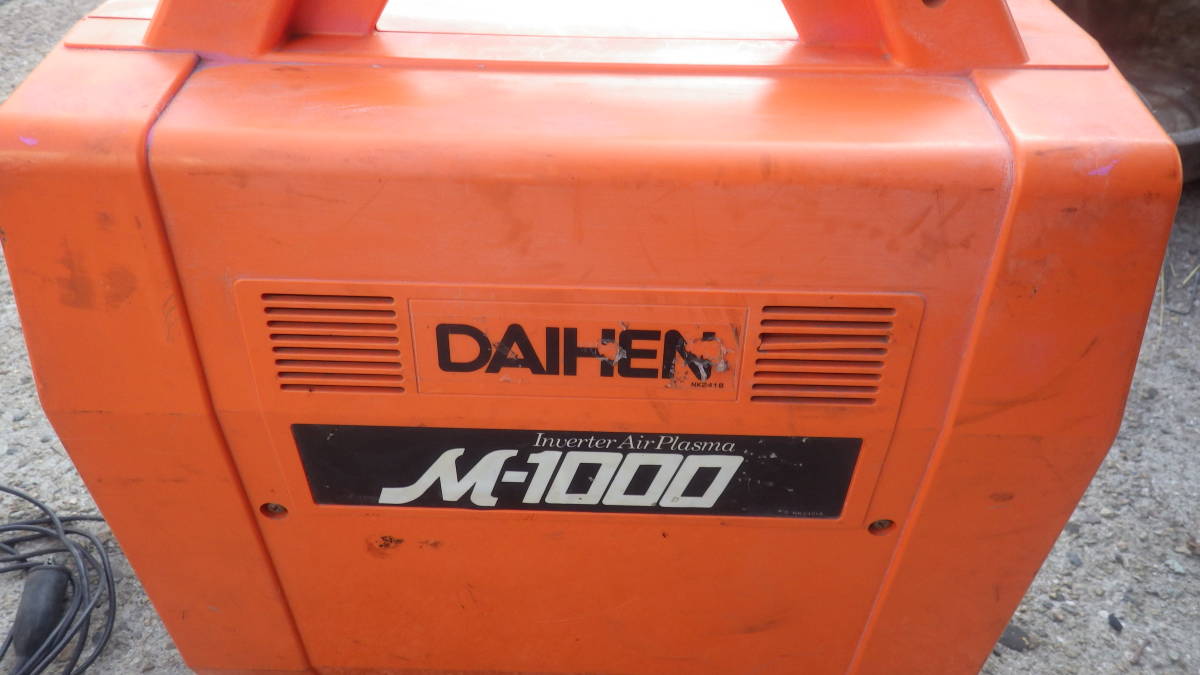 DAIHEN
NK2418
Inverter Air Plasma
M-1000